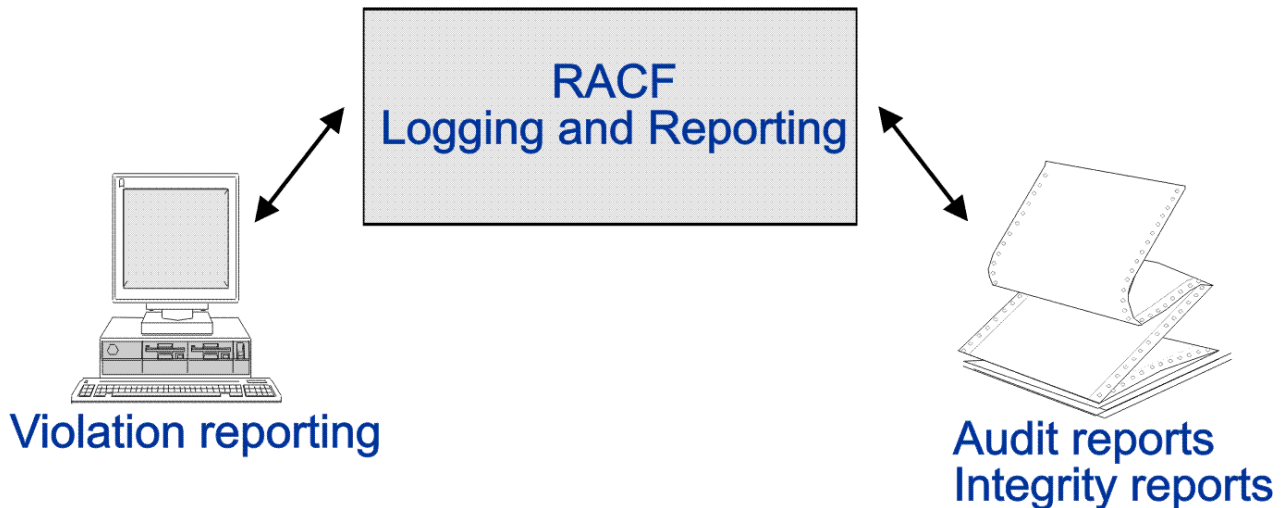 RACF
Logging and Reporting
Violation reporting
Audit reports
Integrity reports